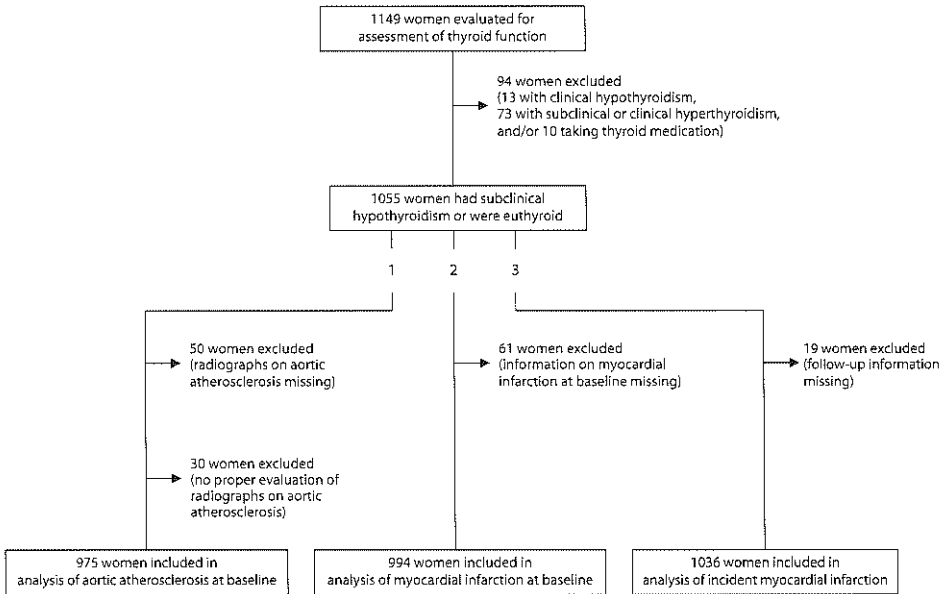 1149 women evaluated for
assessment of thyroid function
94 women excluded
(13 with clinical hypothyroidism,
73 with subclinical or clinical hyperthyroidism,
and/or 10 taking thyroid medication)
1055 women had subclinical
hypothyroidism or were euthyroid
1
2
3
50 women excluded
(radiographs on aortic
atherosclerosis missing)
61 women excluded
(information on myocardial
infarction at baseline missing)
19 women excluded
(follow-up information
missing)
30 women excluded
(no proper evaluation of
radiographs on aortic
atherosclerosis)
975 women included in
analysis of aortic atherosclerosis at baseline
994 women included in
analysis of myocardial infarction at baseline
1036 women included in
analysis of incident myocardial infarction